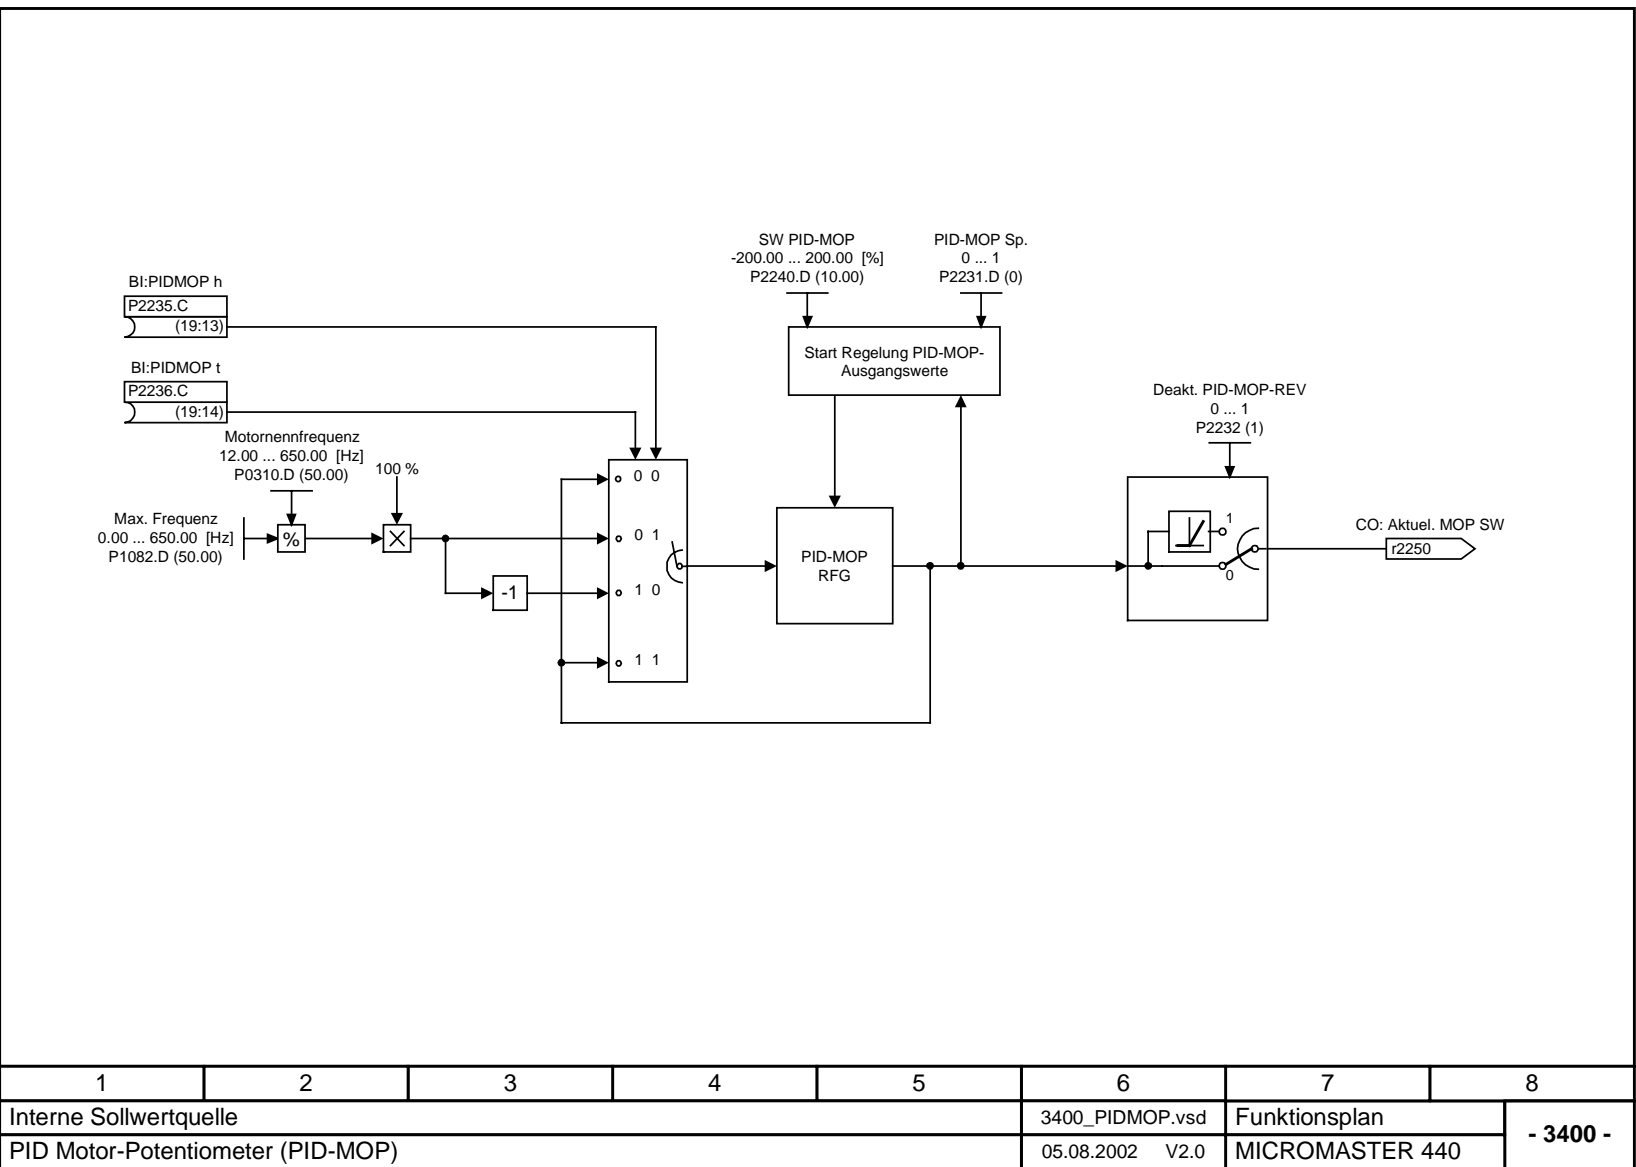 SW PID-MOP
-200.00 ... 200.00 [%]
P2240.D (10.00)
PID-MOP Sp.
0 ... 1
P2231.D (0)
BI:PIDMOP h
P2235.C
(19:13)
BI:PIDMOP t
P2236.C
(19:14)
Start Regelung PID-MOP-
Ausgangswerte
Deakt. PID-MOP-REV
0 ... 1
P2232 (1)
Motornennfrequenz
12.00 ... 650.00 [Hz]
P0310.D (50.00)
100 %
Max. Frequenz
0.00 ... 650.00 [Hz]
P1082.D (50.00)
%
X
-1
0 0
0 1
1 0
1 1
PID-MOP
RFG
1
0
CO: Aktuel. MOP SW
r2250
1 2 3 4 5 6 7 8
Interne Sollwertquelle
3400_PIDMOP.vsd
Funktionsplan
- 3400 -
PID Motor-Potentiometer (PID-MOP)
05.08.2002 V2.0
MICROMASTER 440